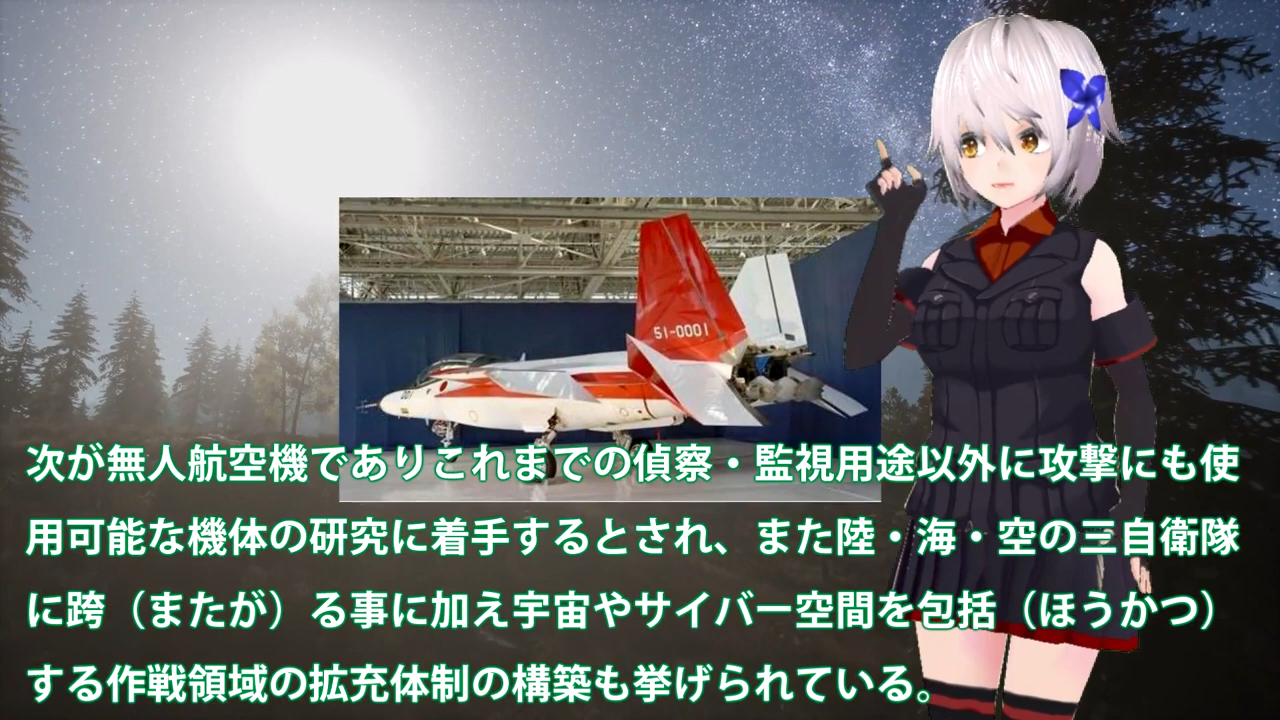 51-0001
次が無人航空機でありこれまでの偵察・監視用途以外に攻撃にも使
用可能な機体の研究に着手するとされ、また陸・海・空の三自衛隊
に跨（またが）る事に加え宇宙やサイバー空間を包括（ほうかつ）
する作戦領域の拡充体制の構築も挙げられている。